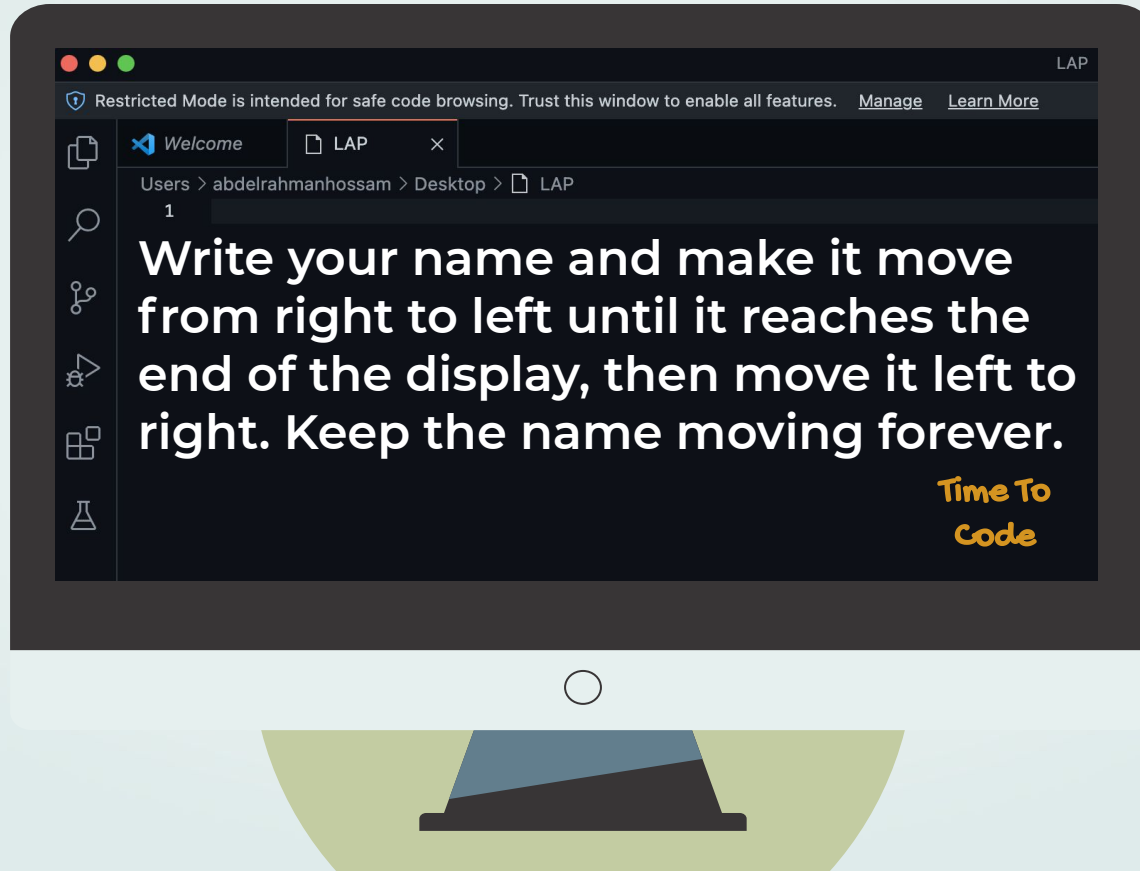 LAP
Restricted Mode is intended for safe code browsing. Trust this window to enable all features. Manage Learn More
Welcome LAP
Users > abdelrahmanhossam > Desktop > LAP
1
Write your name and make it move
from right to left until it reaches the
end of the display, then move it left to
right. Keep the name moving forever.
Time To
Code